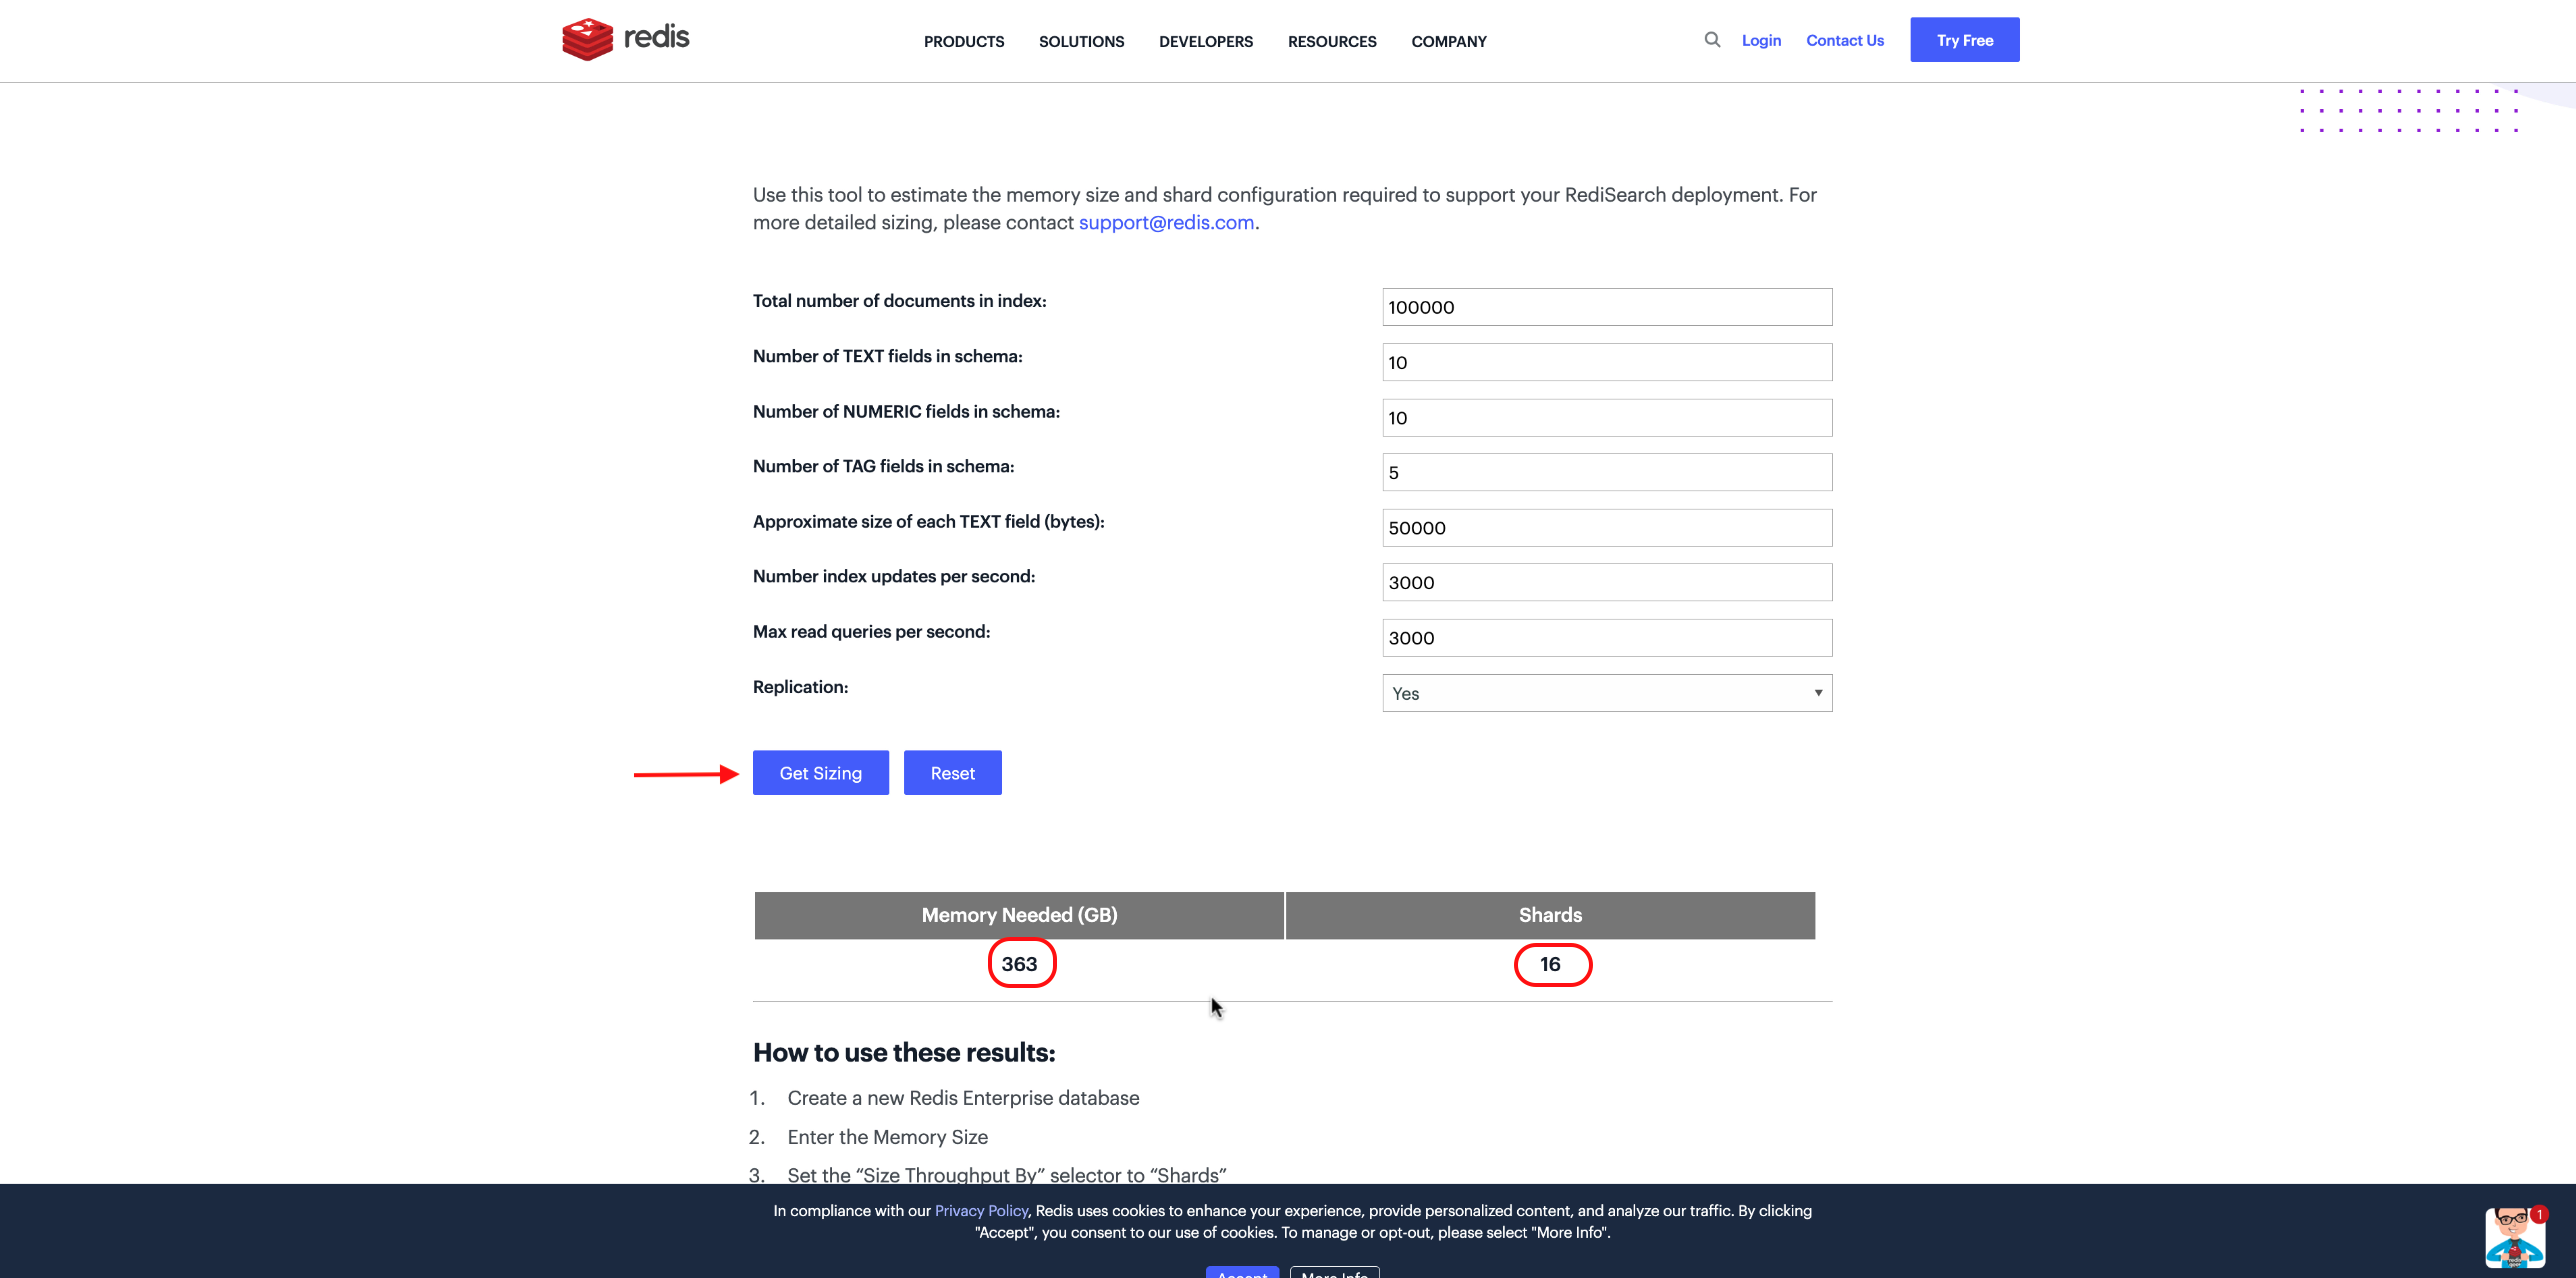 redis
PRODUCTS SOLUTIONS DEVELOPERS RESOURCES COMPANY Login Contact Us Try Free
Use this tool to estimate the memory size and shard configuration required to support your RediSearch deployment. For
more detailed sizing, please contact support@redis.com.
Total number of documents in index: 100000
Number of TEXT fields in schema: 10
Number of NUMERIC fields in schema: 10
Number of TAG fields in schema: 5
Approximate size of each TEXT field (bytes): 50000
Number index updates per second: 3000
Max read queries per second: 3000
Replication: Yes
Get Sizing Reset
Memory Needed (GB) Shards
363 16
How to use these results:
1. Create a new Redis Enterprise database
2. Enter the Memory Size
3. Set the “Size Throughput By” selector to “Shards”
In compliance with our Privacy Policy, Redis uses cookies to enhance your experience, provide personalized content, and analyze our traffic. By clicking
"Accept", you consent to our use of cookies. To manage or opt-out, please select "More Info".
1
Accept More Info